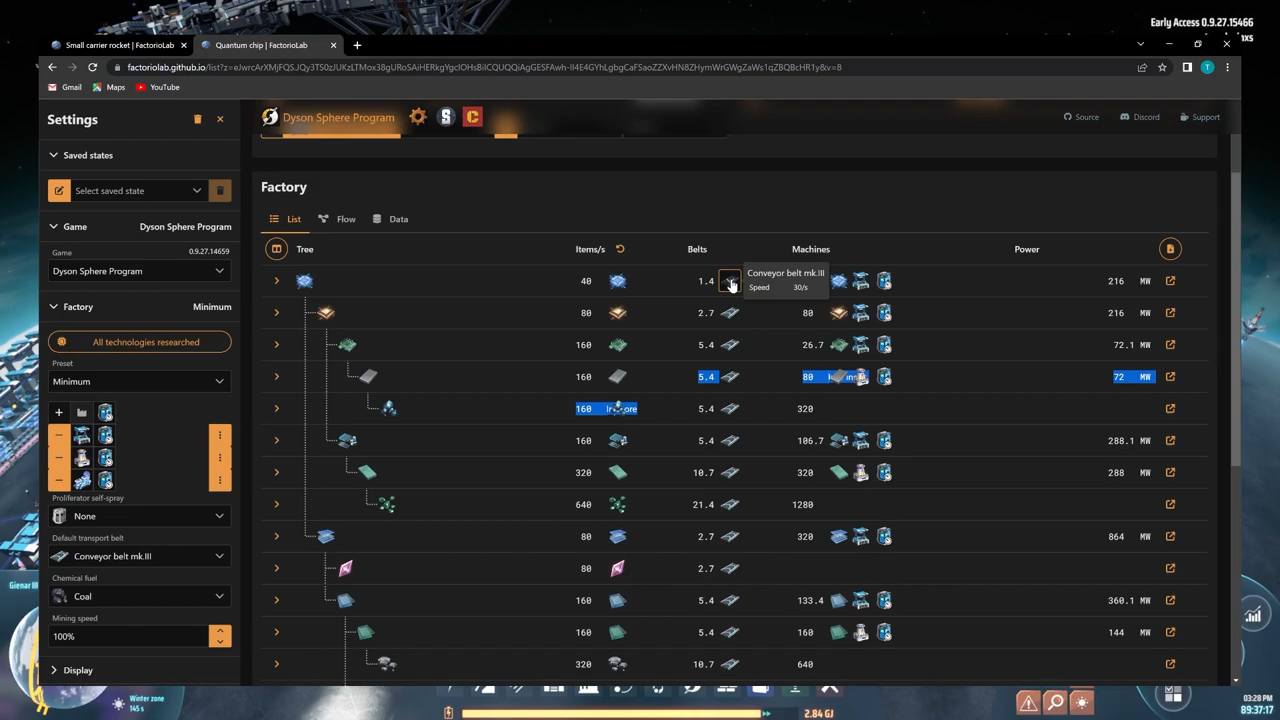 Early Access 0.9.27.15466
Small carrier rocket | FactorioLab
Quantum chip | FactorioLab
Gmail
Maps
YouTube
Settings
Dyson Sphere Program
Source
Discord
Support
Saved states
Select saved state
Game
Dyson Sphere Program
0.9.27.14659
Game
Dyson Sphere Program
Factory
Minimum
All technologies researched
Preset
Minimum
Proliferator self-spray
None
Default transport belt
Conveyor belt mk.III
Chemical fuel
Coal
Mining speed
100%
Display
Factory
List
Flow
Data
Tree
Items/s
Belts
Machines
Power
Conveyor belt mk.III
Speed 30/s
40 1.4 216 MW
80 2.7 80 216 MW
160 5.4 26.7 72.1 MW
160 5.4 80 72 MW
160 5.4 320
160 5.4 106.7 288.1 MW
320 10.7 320 288 MW
640 21.4 1280
80 2.7 320 864 MW
80 2.7
160 5.4 133.4 360.1 MW
160 5.4 160 144 MW
320 10.7 640
Gienar III
Winter zone
145 s
2.84 GJ
03:28 PM
89:37:17